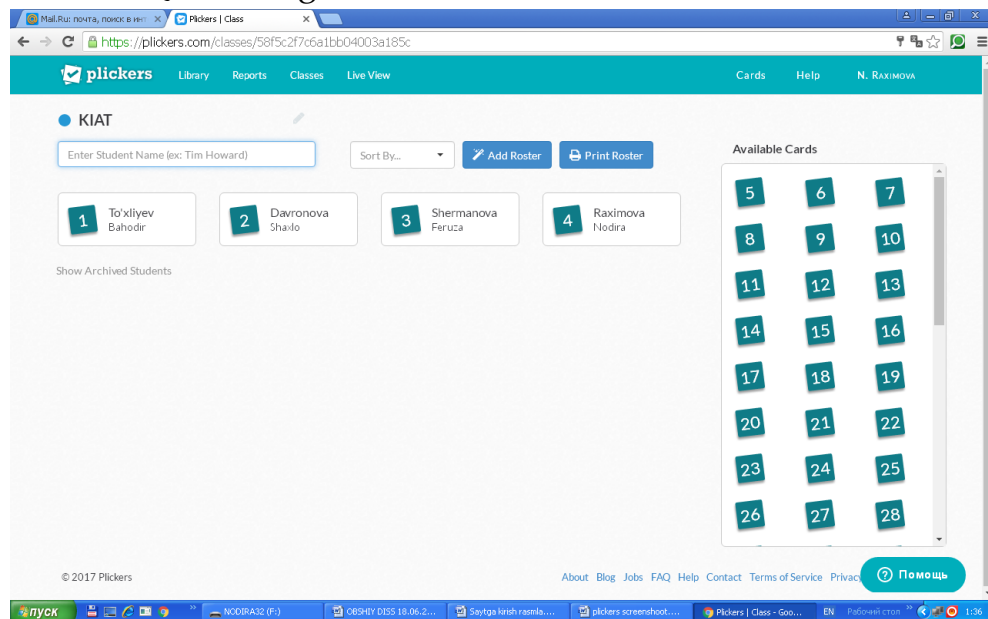 Mail.Ru: почта, поиск в инт
Plickers | Class
https://plickers.com/classes/58f5c2f7c6a1bb04003a185c
plickers
Library
Reports
Classes
Live View
Cards
Help
N. Raximova
KIAT
Enter Student Name (ex: Tim Howard)
Sort By...
Add Roster
Print Roster
Available Cards
1 To'xliyev
Bahodir
2 Davronova
Shaxlo
3 Shermanova
Feruza
4 Raximova
Nodira
Show Archived Students
5 6 7
8 9 10
11 12 13
14 15 16
17 18 19
20 21 22
23 24 25
26 27 28
© 2017 Plickers
About Blog Jobs FAQ Help Contact Terms of Service Privac
Помощь
пуск
NODIRA32 (F:)
OBSHIY DISS 18.06.2...
Saytga kirish rasmla....
plickers screenshoot....
Plickers | Class - Goo...
EN
Рабочий стол
1:36